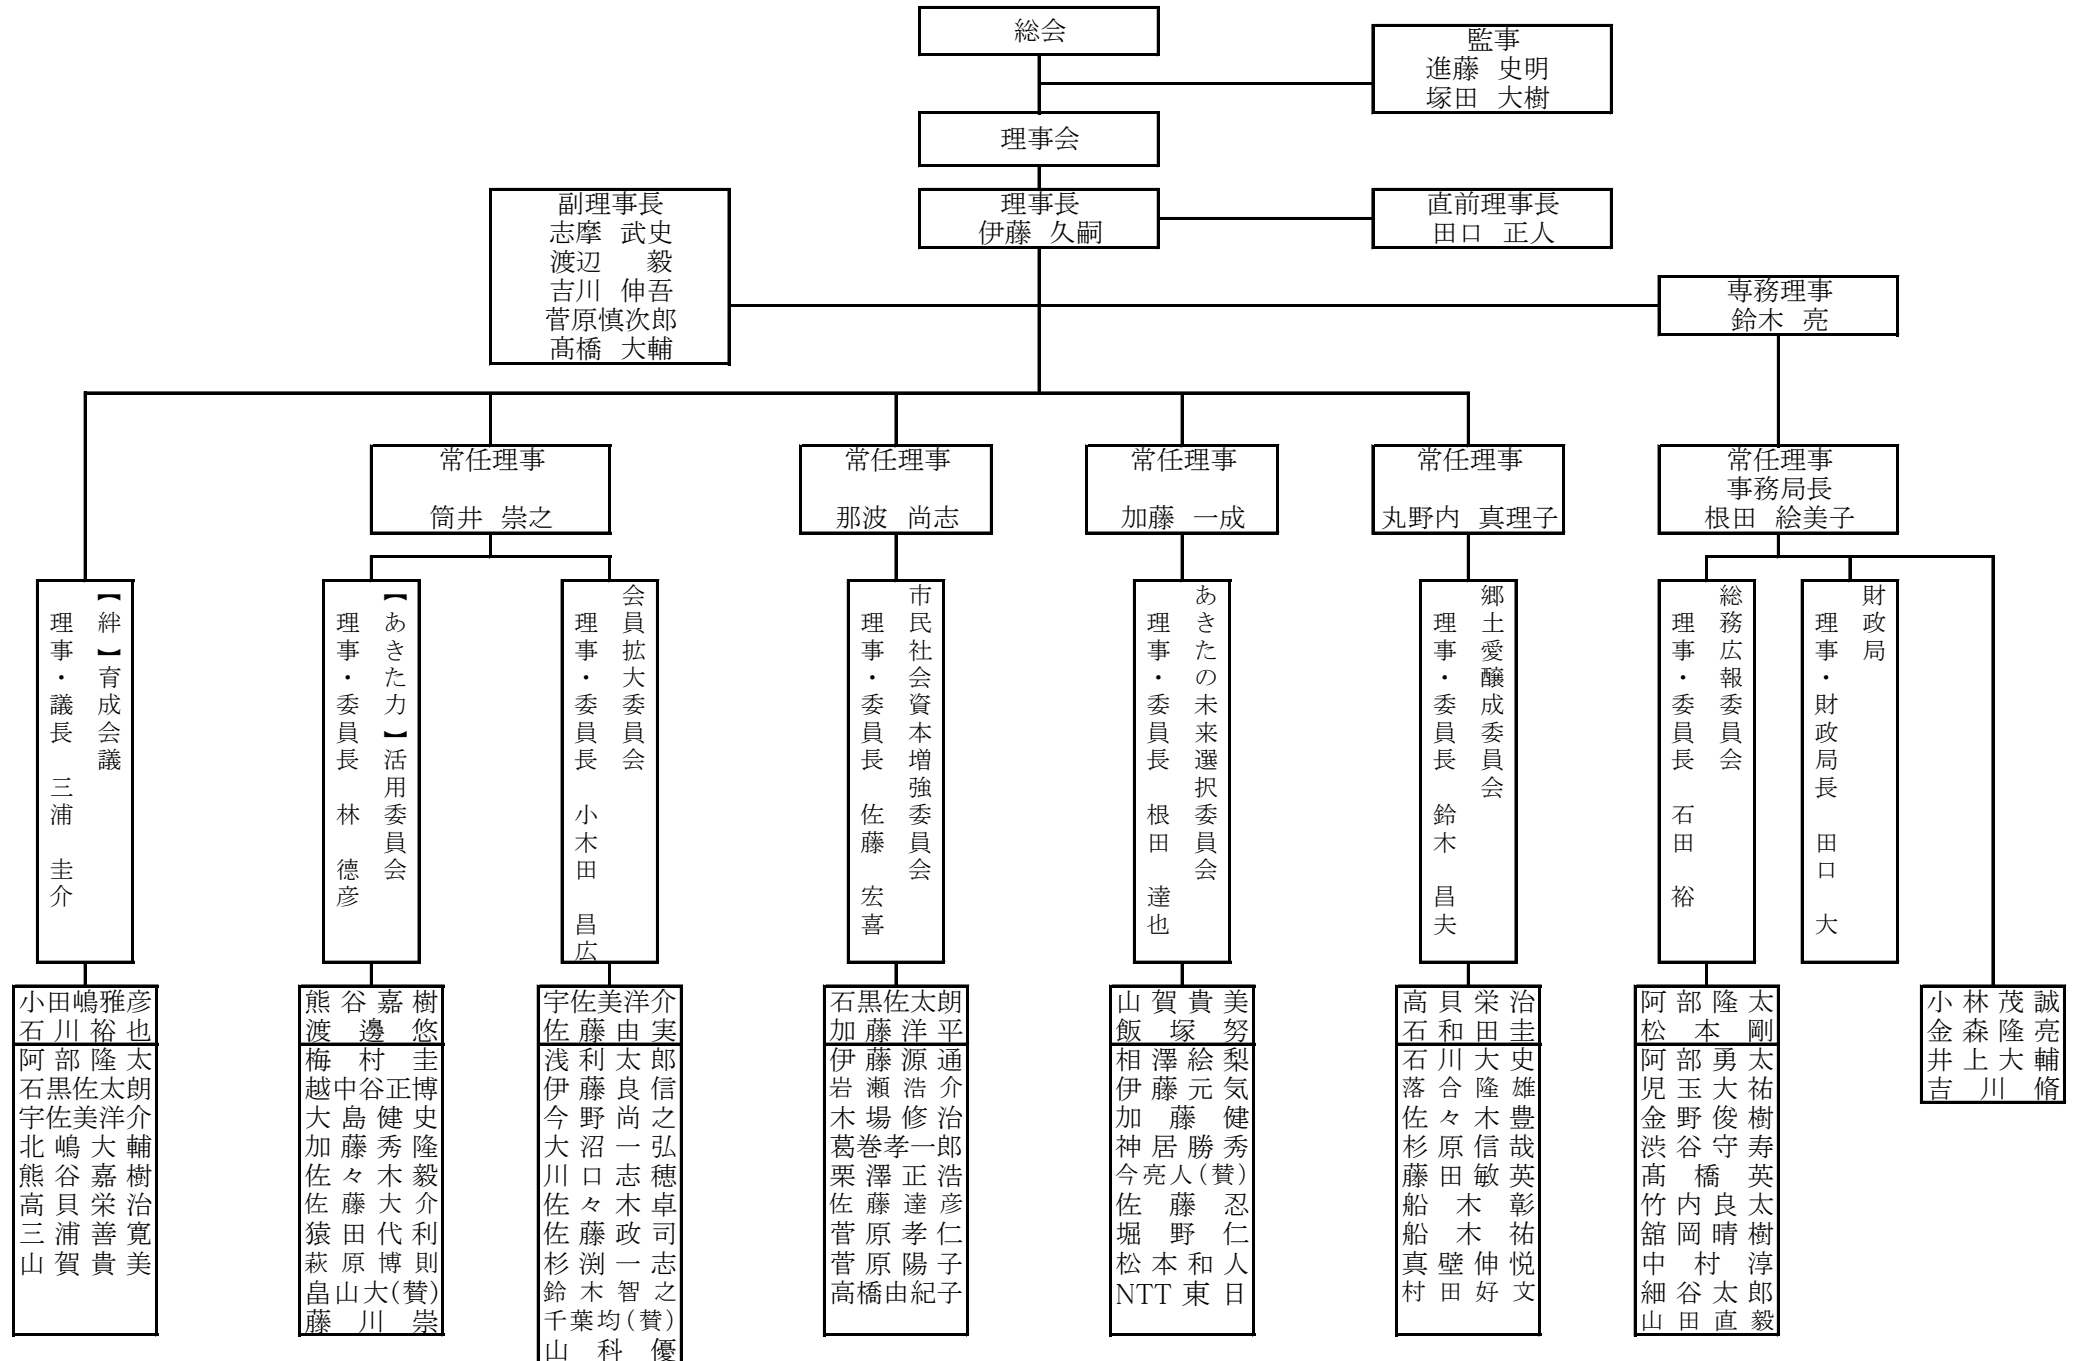 総会
監事
進藤 史明
塚田 大樹
理事会
副理事長
志摩 武史
渡辺 毅
吉川 伸吾
菅原慎次郎
髙橋 大輔
理事長
伊藤 久嗣
直前理事長
田口 正人
専務理事
鈴木 亮
常任理事
筒井 崇之
常任理事
那波 尚志
常任理事
加藤 一成
常任理事
丸野内 真理子
常任理事
事務局長
根田 絵美子
【絆】育成会議
理事・議長 三浦 圭介
【あきた力】活用委員会
理事・委員長 林 德彦
会員拡大委員会
理事・委員長 小木田 昌広
市民社会資本増強委員会
理事・委員長 佐藤 宏喜
あきたの未来選択委員会
理事・委員長 根田 達也
郷土愛醸成委員会
理事・委員長 鈴木 昌夫
総務広報委員会
理事・委員長 石田 裕
財政局
理事・財政局長 田口 大
小田嶋雅彦
石川裕也
阿部隆太
石黒佐太朗
宇佐美洋介
北嶋大輔
熊谷嘉樹
高貝栄治
三浦善寛
山賀貴美
熊谷嘉樹
渡邊悠
梅村圭
越中谷正博
大島健史
加藤秀隆
佐々木毅
佐藤大介
猿田代利
萩原博則
畠山大(賛)
藤川崇
宇佐美洋介
佐藤由実
浅利太郎
伊藤良信
今野尚之
大沼一弘
川口志穂
佐々木卓
佐藤政司
杉渕一志
鈴木智之
千葉均(賛)
山科優
石黒佐太朗
加藤洋平
伊藤源通
岩瀬浩介
木場修治
葛巻孝一郎
栗澤正浩
佐藤達彦
菅原孝仁
菅原陽子
高橋由紀子
山賀貴美
飯塚努
相澤絵梨
伊藤元気
加藤健
神居勝秀
今亮人(賛)
佐藤忍
堀野仁
松本和人
NTT東日
高貝栄治
石和田圭
石川大史
落合隆雄
佐々木豊
杉原信哉
藤田敏英
船木彰
船木祐
真壁伸悦
村田好文
阿部隆太
松本剛
阿部勇太
児玉大祐
金野俊樹
渋谷守寿
髙橋英
竹内良太
舘岡晴樹
中村淳
細谷太郎
山田直毅
小林茂誠
金森隆亮
井上大輔
吉川脩